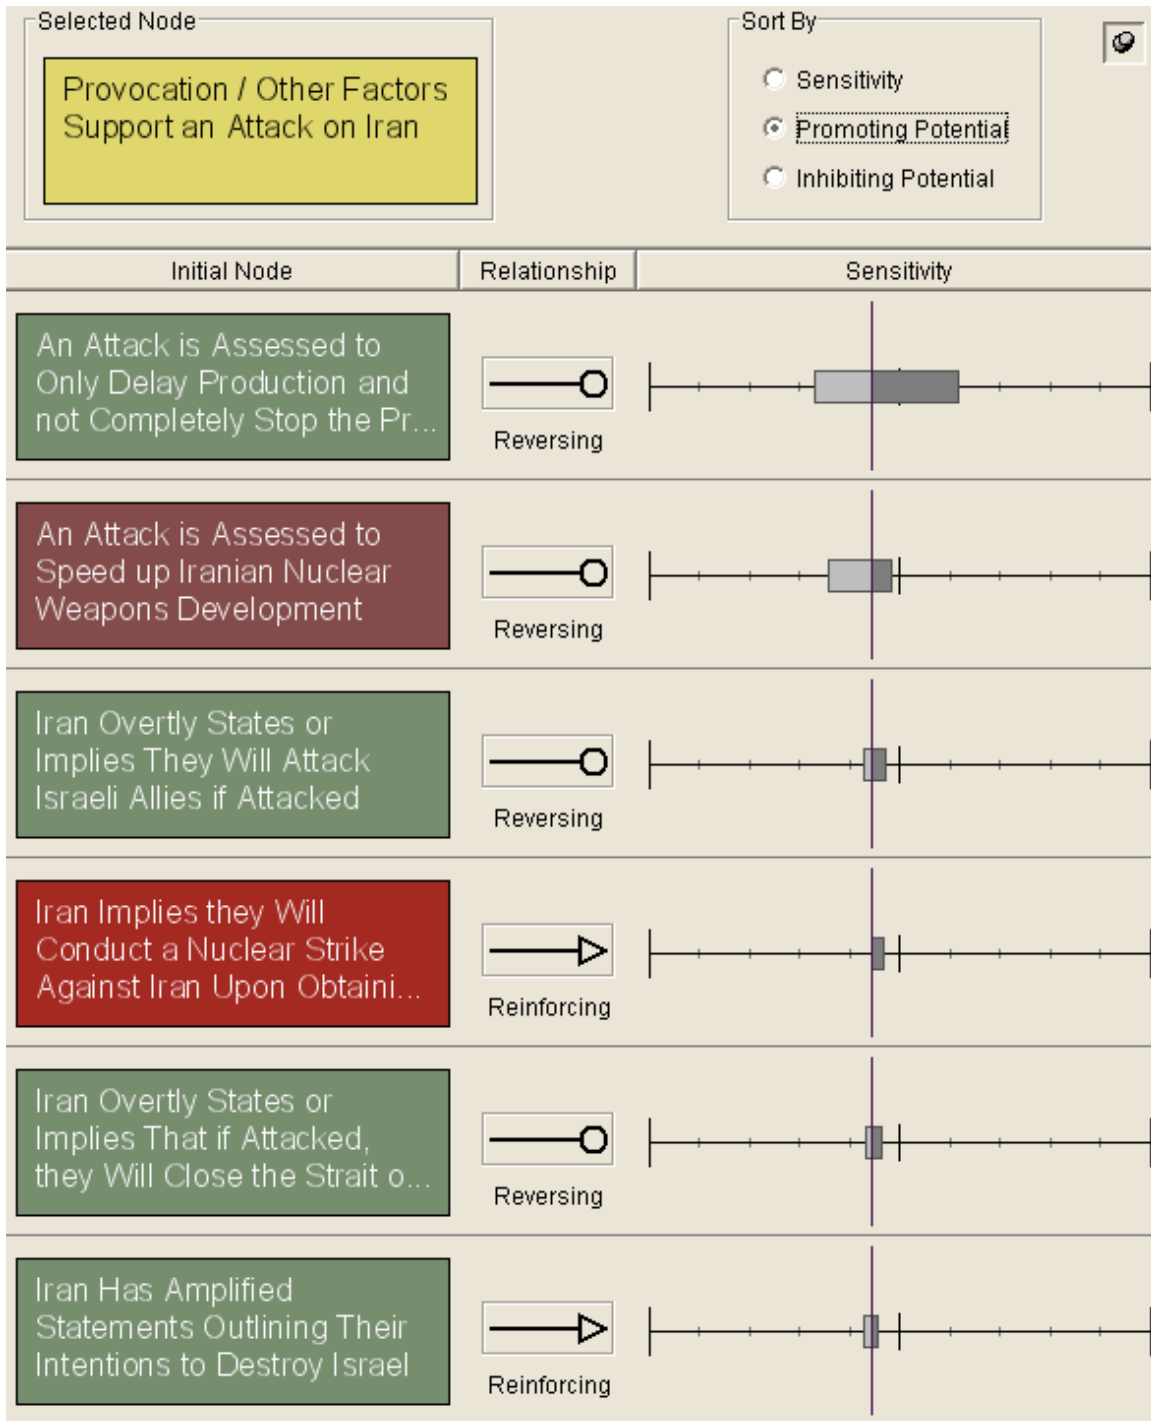 Selected Node
Provocation / Other Factors
Support an Attack on Iran
Sort By
Sensitivity
Promoting Potential
Inhibiting Potential
Initial Node
Relationship
Sensitivity
An Attack is Assessed to
Only Delay Production and
not Completely Stop the Pr...
Reversing
An Attack is Assessed to
Speed up Iranian Nuclear
Weapons Development
Reversing
Iran Overtly States or
Implies They Will Attack
Israeli Allies if Attacked
Reversing
Iran Implies they Will
Conduct a Nuclear Strike
Against Iran Upon Obtaini...
Reinforcing
Iran Overtly States or
Implies That if Attacked,
they Will Close the Strait o...
Reversing
Iran Has Amplified
Statements Outlining Their
Intentions to Destroy Israel
Reinforcing